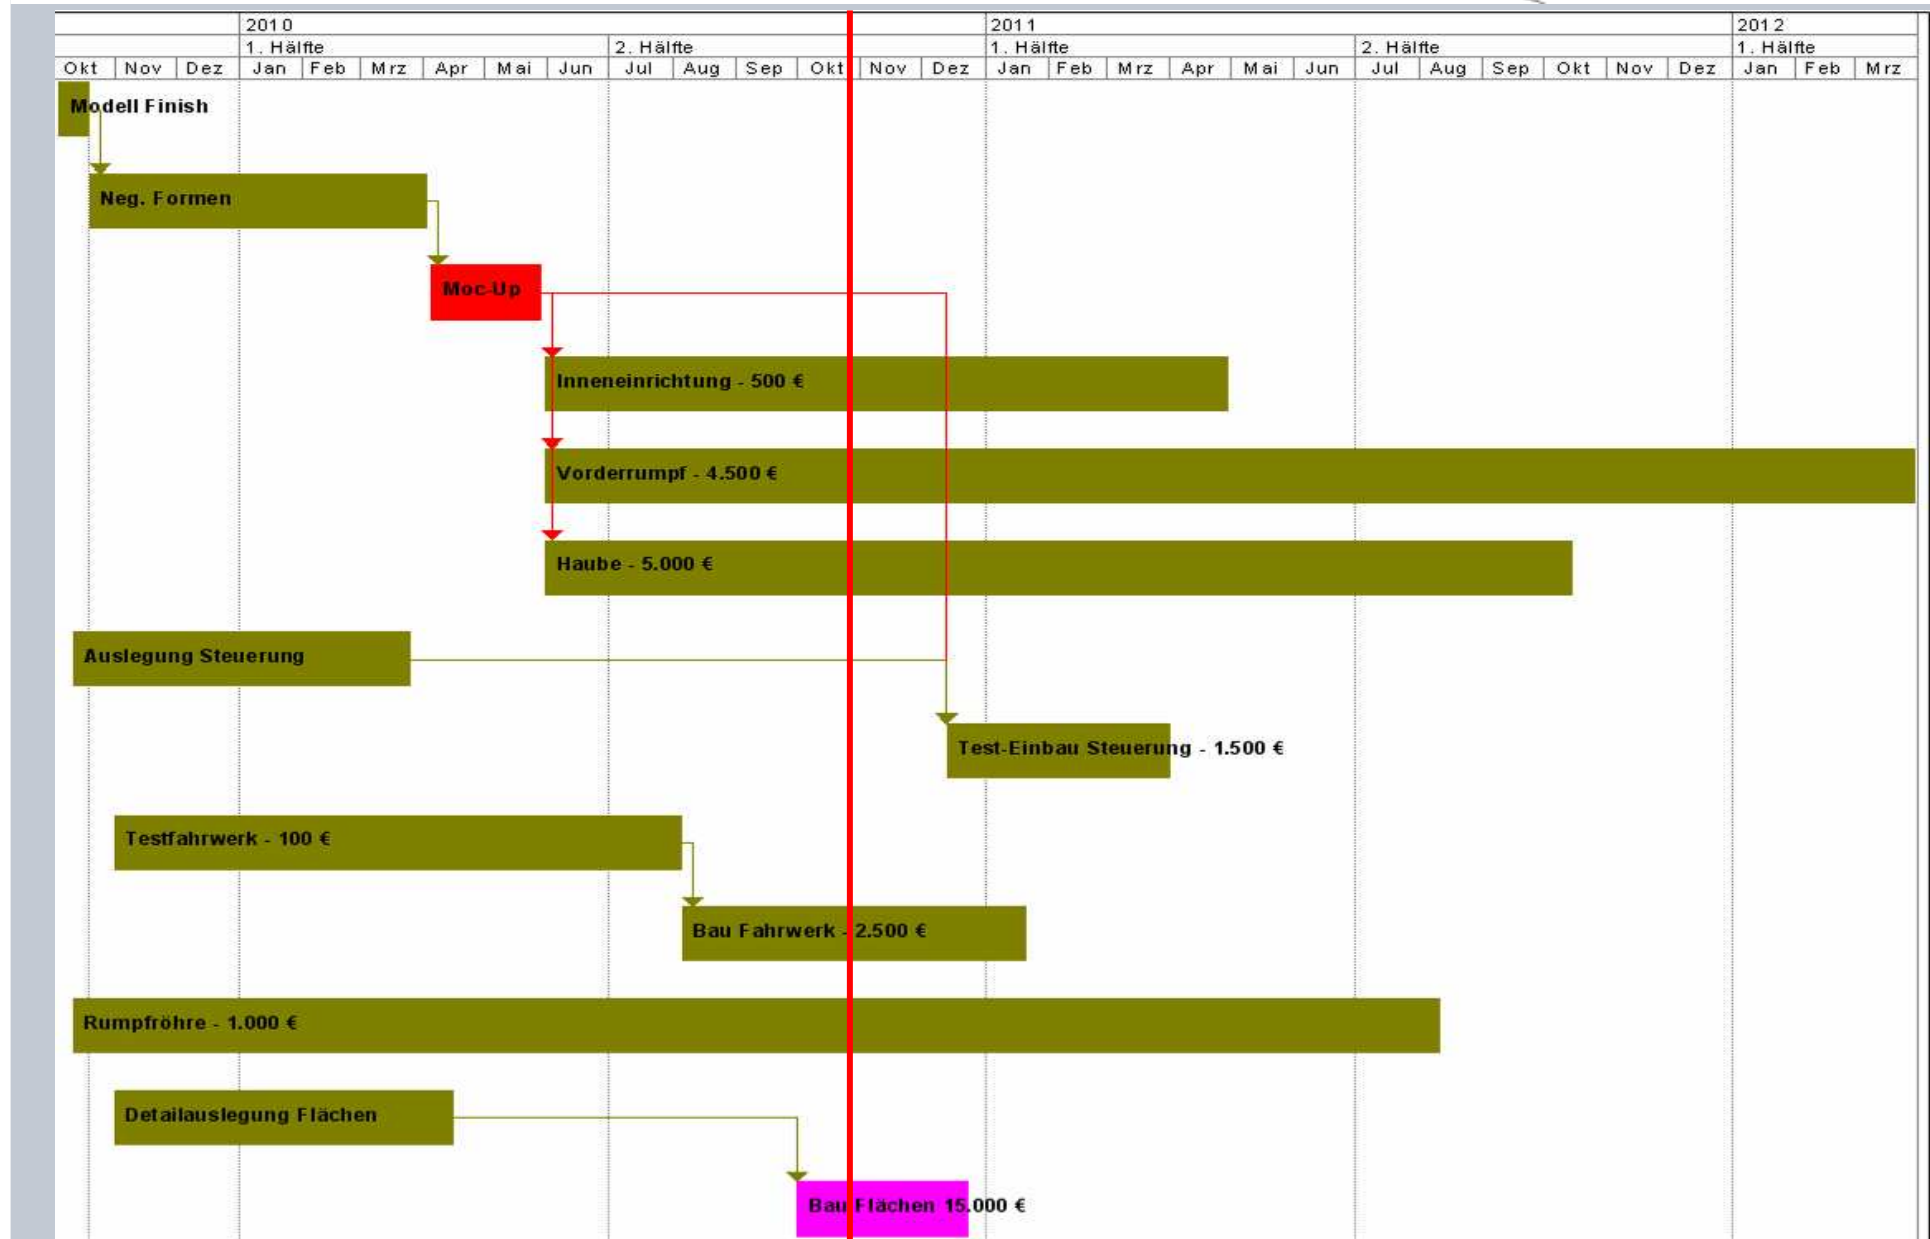 2010 2011 2012
1. Hälfte 2. Hälfte 1. Hälfte 2. Hälfte 1. Hälfte
Okt Nov Dez Jan Feb Mrz Apr Mai Jun Jul Aug Sep Okt Nov Dez Jan Feb Mrz Apr Mai Jun Jul Aug Sep Okt Nov Dez Jan Feb Mrz
Modell Finish
Neg. Formen
Moc-Up
Inneneinrichtung - 500 €
Vorderrumpf - 4.500 €
Haube - 5.000 €
Auslegung Steuerung
Test-Einbau Steuerung - 1.500 €
Testfahrwerk - 100 €
Bau Fahrwerk - 2.500 €
Rumpfröhre - 1.000 €
Detailauslegung Flächen
Bau Flächen 15.000 €